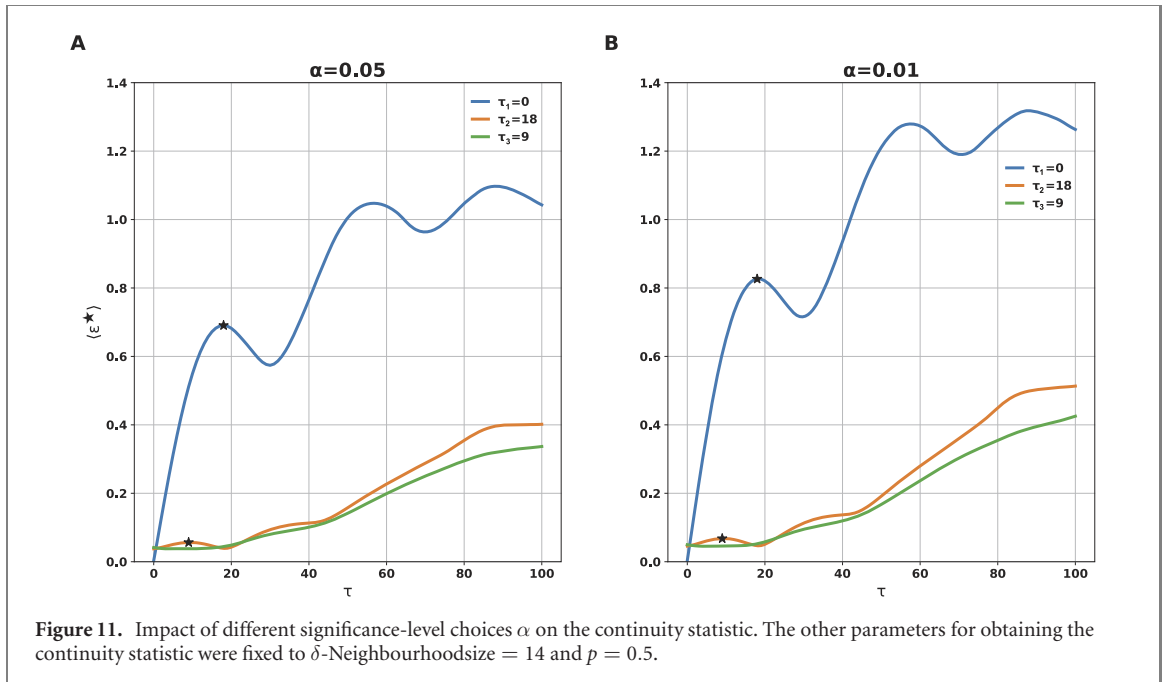 A
α=0.05
1.4
1.2
1.0
0.8
0.6
0.4
0.2
0.0
⟨ε★⟩
0
20
40
60
80
100
τ
τ₁=0
τ₂=18
τ₃=9
B
α=0.01
1.4
1.2
1.0
0.8
0.6
0.4
0.2
0.0
0
20
40
60
80
100
τ
τ₁=0
τ₂=18
τ₃=9
Figure 11. Impact of different significance-level choices α on the continuity statistic. The other parameters for obtaining the
continuity statistic were fixed to δ-Neighbourhoodsize = 14 and p = 0.5.